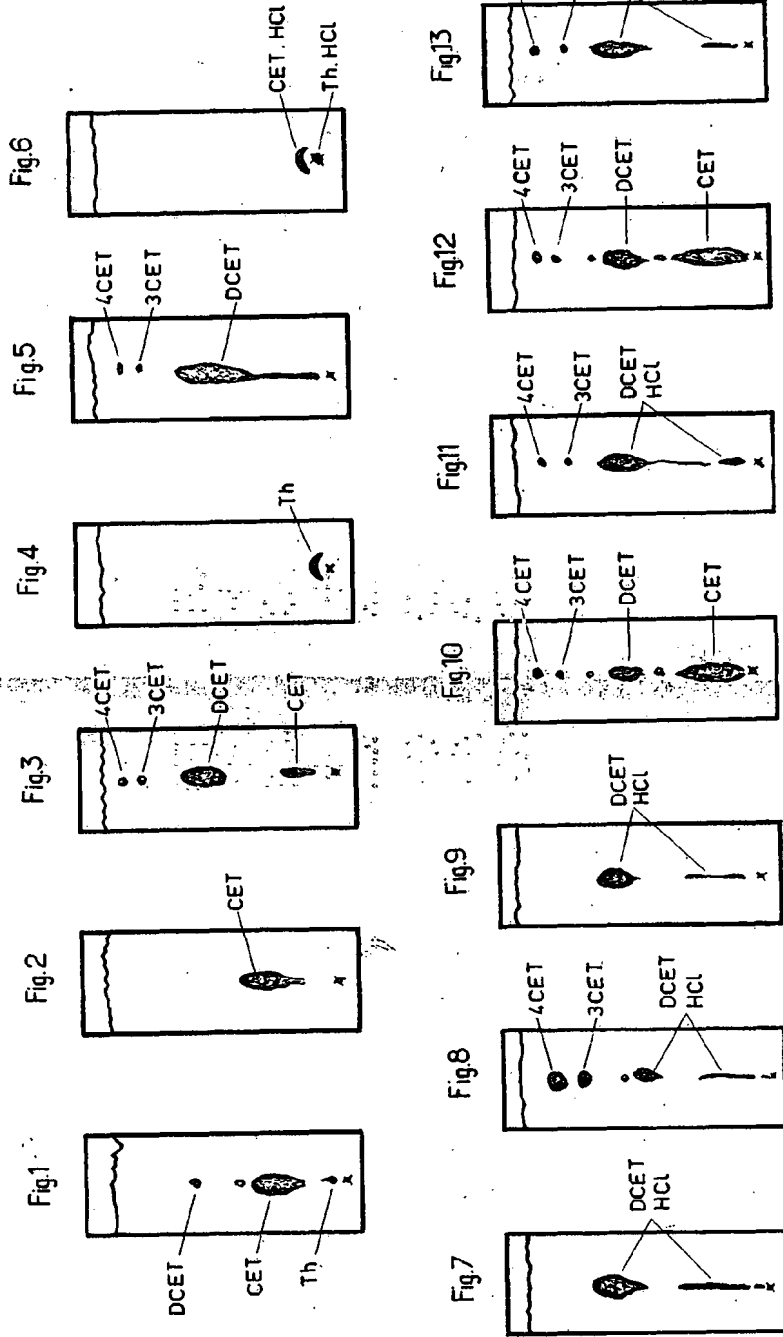 Fig.1
DCET
CET
Th
Fig.2
CET
Fig.3
4CET
3CET
DCET
CET
Fig.4
Th
Fig.5
4CET
3CET
DCET
Fig.6
CET. HCl
Th. HCl
Fig.7
DCET
HCl
Fig.8
4CET
3CET
DCET
HCl
Fig.9
DCET
HCl
Fig.10
4CET
3CET
DCET
CET
Fig.11
4CET
3CET
DCET
HCl
Fig.12
4CET
3CET
DCET
CET
Fig.13